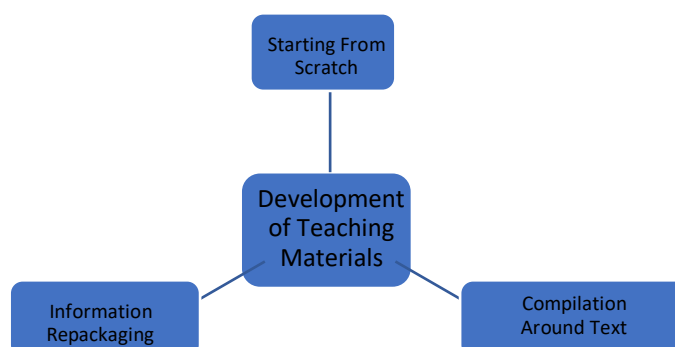 Starting From
Scratch
Development
of Teaching
Materials
Information
Repackaging
Compilation
Around Text